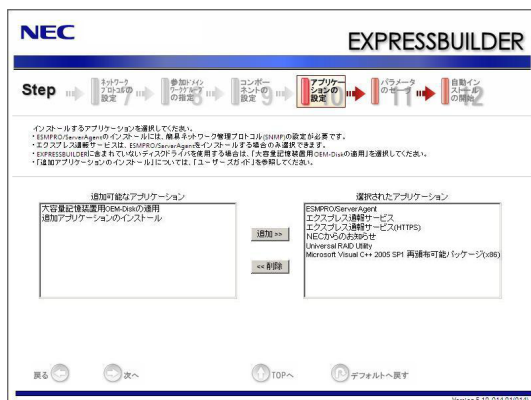 NEC
EXPRESSBUILDER
Step
ネットワーク
プロトコルの
設定
7
参加ドメイン
ワークグループ
の指定
8
コンポー
ネントの
設定
9
アプリケー
ションの
設定
10
パラメータ
のセーブ
11
自動イン
ストール
の開始
12
インストールするアプリケーションを選択してください。
・ESMPRO/ServerAgentのインストールには、簡易ネットワーク管理プロトコル(SNMP)の設定が必要です。
・エクスプレス通報サービスは、ESMPRO/ServerAgentをインストールする場合のみ選択できます。
・EXPRESSBUILDERに含まれていないディスクドライバを使用する場合は、「大容量記憶装置用OEM-Diskの適用」を選択してください。
・「追加アプリケーションのインストール」については、「ユーザーズガイド」を参照してください。
追加可能なアプリケーション
大容量記憶装置用OEM-Diskの適用
追加アプリケーションのインストール
追加 >>
<< 削除
選択されたアプリケーション
ESMPRO/ServerAgent
エクスプレス通報サービス
エクスプレス通報サービス(HTTPS)
NECからのお知らせ
Universal RAID Utility
Microsoft Visual C++ 2005 SP1 再頒布可能パッケージ(x86)
戻る
次へ
TOPへ
デフォルトへ戻す